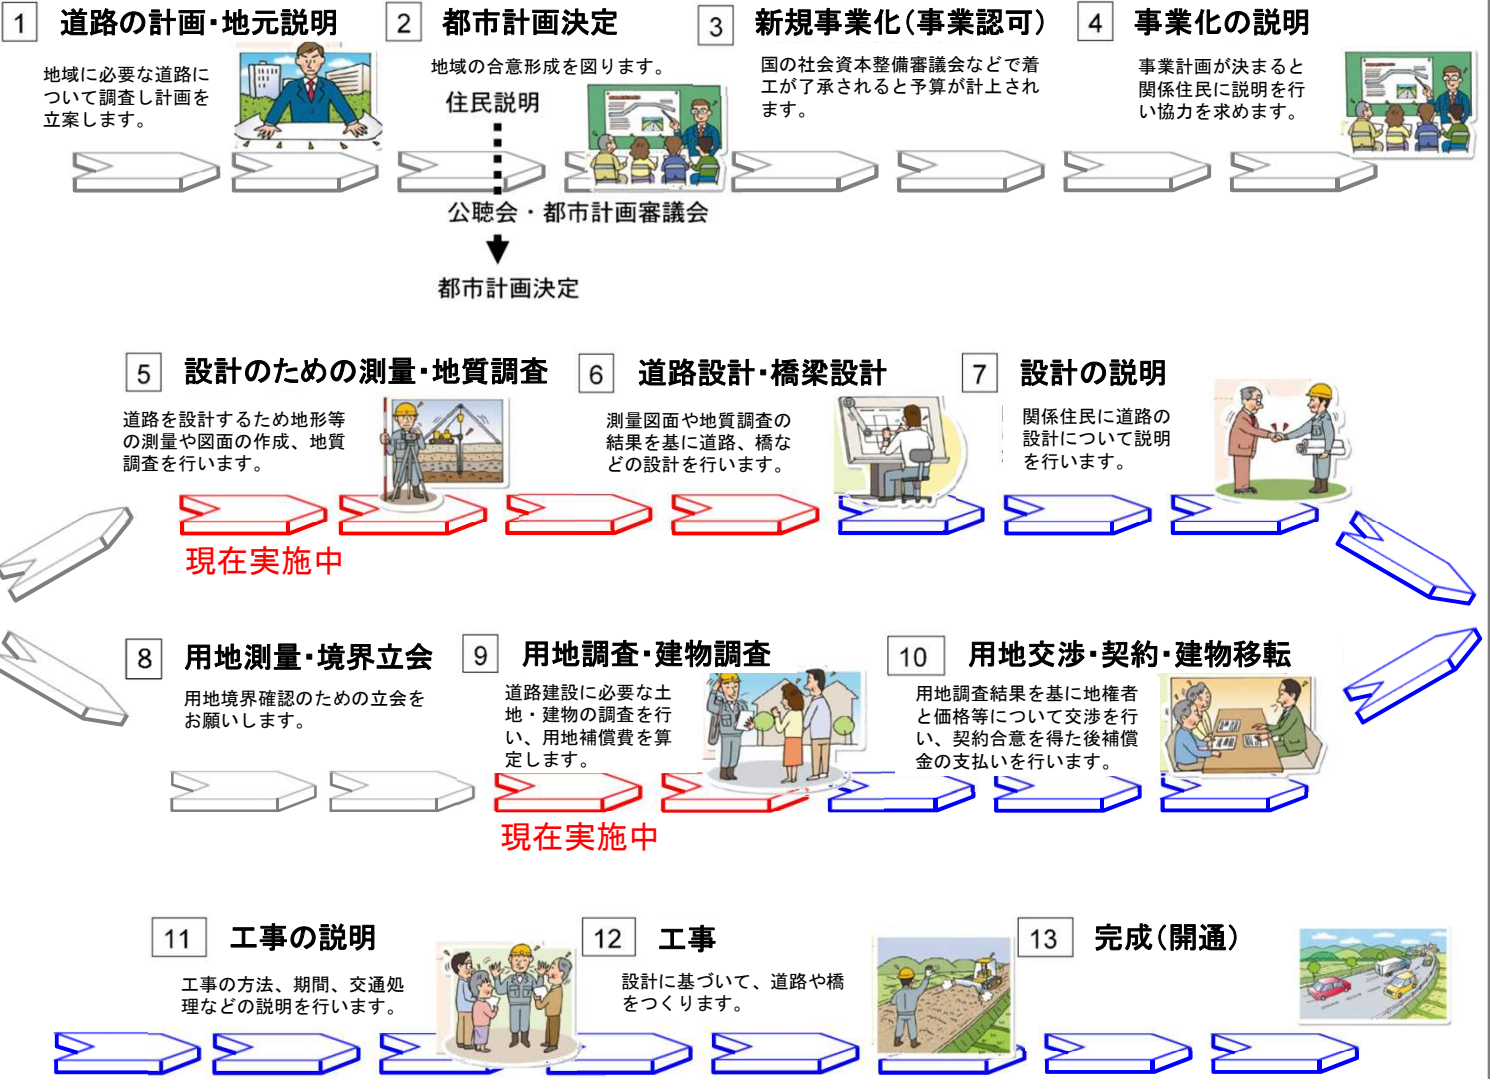 1 道路の計画・地元説明
地域に必要な道路に
ついて調査し計画を
立案します。
2 都市計画決定
地域の合意形成を図ります。
住民説明
公聴会・都市計画審議会
都市計画決定
3 新規事業化（事業認可）
国の社会資本整備審議会などで着
工が了承されると予算が計上され
ます。
4 事業化の説明
事業計画が決まると
関係住民に説明を行
い協力を求めます。
5 設計のための測量・地質調査
道路を設計するため地形等
の測量や図面の作成、地質
調査を行います。
現在実施中
6 道路設計・橋梁設計
測量図面や地質調査の
結果を基に道路、橋な
どの設計を行います。
7 設計の説明
関係住民に道路の
設計について説明
を行います。
8 用地測量・境界立会
用地境界確認のための立会を
お願いします。
9 用地調査・建物調査
道路建設に必要な土
地・建物の調査を行
い、用地補償費を算
定します。
現在実施中
10 用地交渉・契約・建物移転
用地調査結果を基に地権者
と価格等について交渉を行
い、契約合意を得た後補償
金の支払いを行います。
11 工事の説明
工事の方法、期間、交通処
理などの説明を行います。
12 工事
設計に基づいて、道路や橋
をつくります。
13 完成（開通）